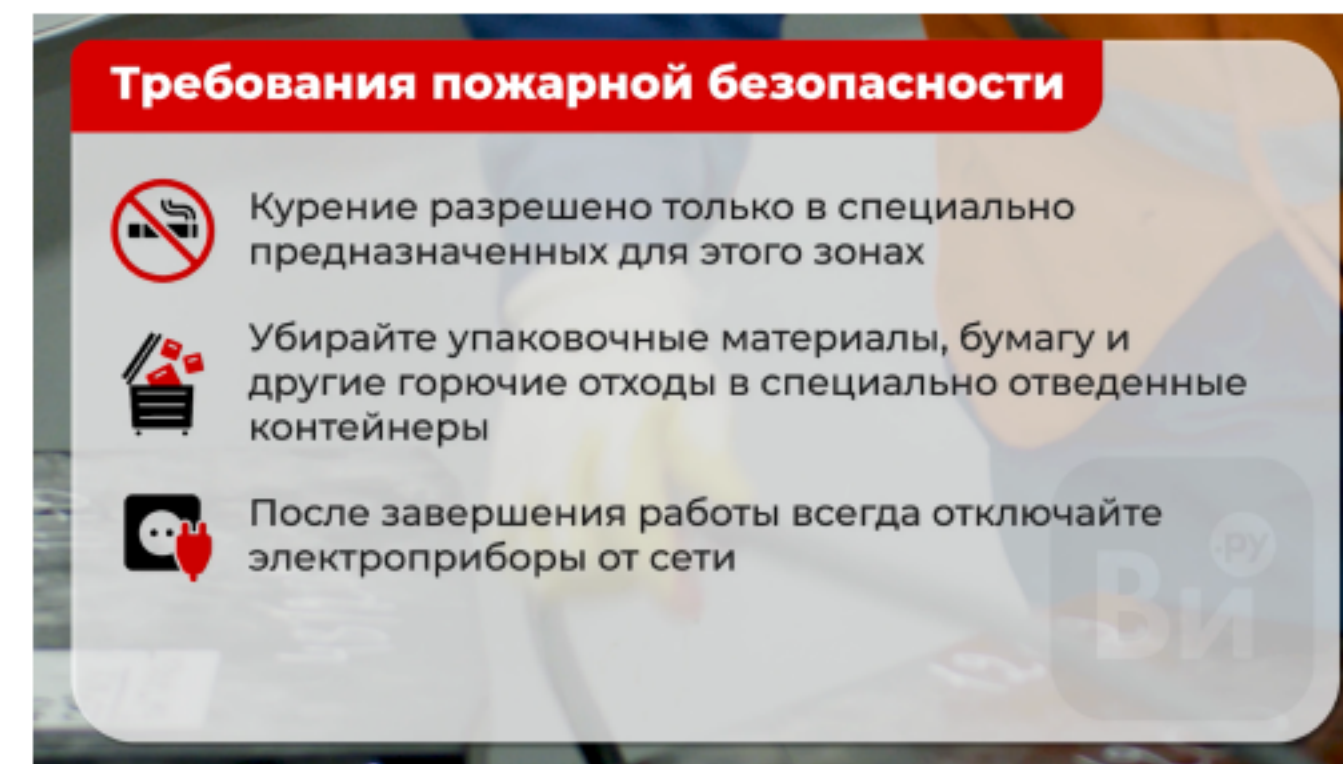 Требования пожарной безопасности
Курение разрешено только в специально
предназначенных для этого зонах
Убирайте упаковочные материалы, бумагу и
другие горючие отходы в специально отведенные
контейнеры
После завершения работы всегда отключайте
электроприборы от сети
.ру
Ви